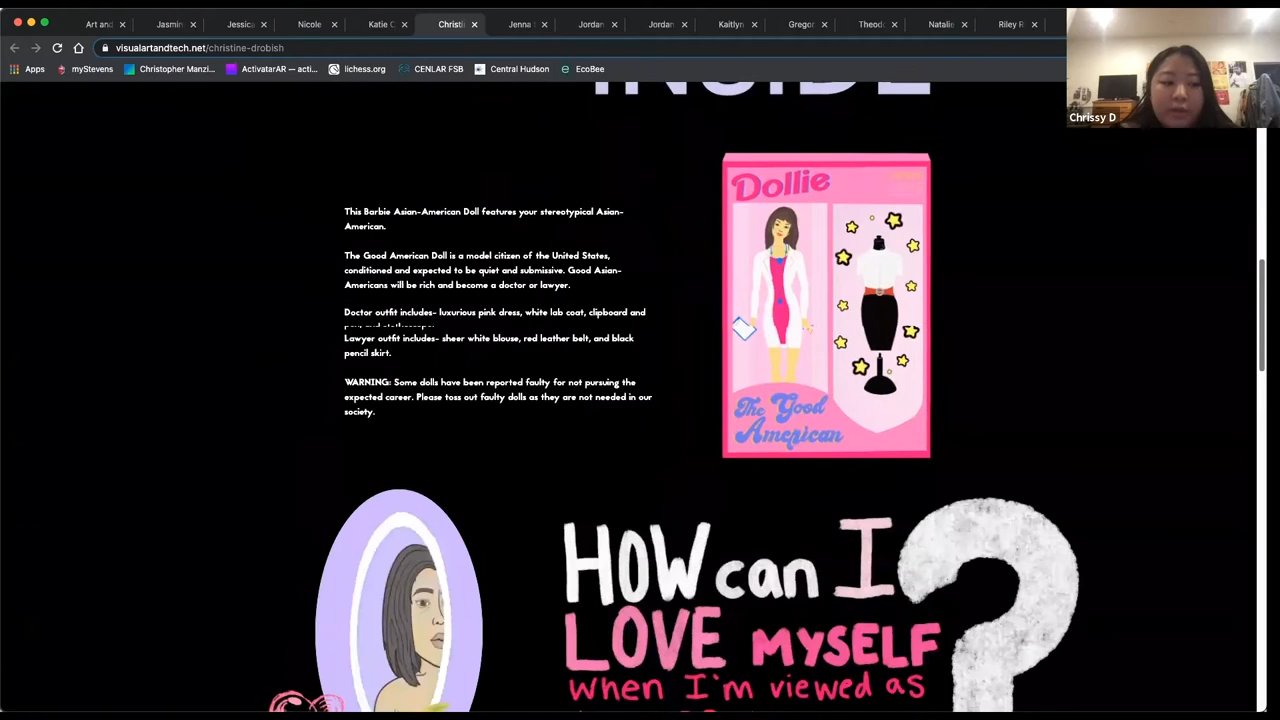 Art and
Jasmin
Jessica
Nicole
Katie C
Christi
Jenna
Jordan
Jordan
Kaitlyn
Gregor
Theod
Natalie
Riley R
visualartandtech.net/christine-drobish
Apps
myStevens
Christopher Manzi...
ActivatarAR — acti...
lichess.org
CENLAR FSB
Central Hudson
EcoBee
Chrissy D
INSIDE
This Barbie Asian-American Doll features your stereotypical Asian-
American.
The Good American Doll is a model citizen of the United States,
conditioned and expected to be quiet and submissive. Good Asian-
Americans will be rich and become a doctor or lawyer.
Doctor outfit includes- luxurious pink dress, white lab coat, clipboard and
Lawyer outfit includes- sheer white blouse, red leather belt, and black
pencil skirt.
WARNING: Some dolls have been reported faulty for not pursuing the
expected career. Please toss out faulty dolls as they are not needed in our
society.
Dollie
The Good
American
HOW can I
LOVE MYSELF
when I'm viewed as
?